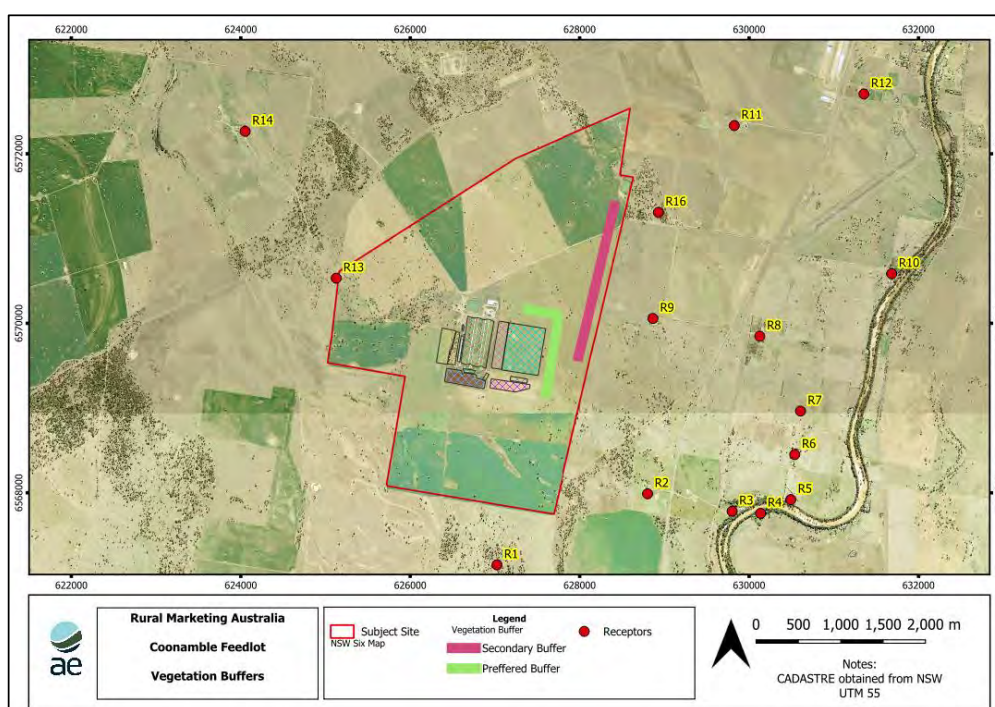 622000 624000 626000 628000 630000 632000
R12
R11
R14
6572000
6572000
R16
R10
R13
R9
R8
6570000
6570000
R7
R6
R5
R2
R3
R4
6568000
6568000
R1
622000 624000 626000 628000 630000 632000
ae
Rural Marketing Australia
Coonamble Feedlot
Vegetation Buffers
Legend
Subject Site
NSW Six Map
Vegetation Buffer
Secondary Buffer
Preffered Buffer
Receptors
0 500 1,000 1,500 2,000 m
Notes:
CADASTRE obtained from NSW
UTM 55